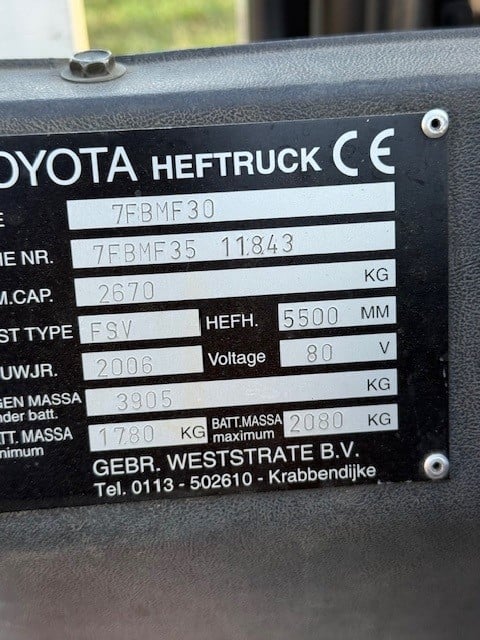 OYOTA HEFTRUCK CE
E 7FBMF30
IE NR. 7FBMF35 11843
M.CAP. 2670 KG
ST TYPE FSV HEFH. 5500 MM
UWJR. 2006 Voltage 80 V
GEN MASSA 3905 KG
nder batt.
TT. MASSA 1780 KG BATT.MASSA 2080 KG
inimum maximum
GEBR. WESTSTRATE B.V.
Tel. 0113 - 502610 - Krabbendijke